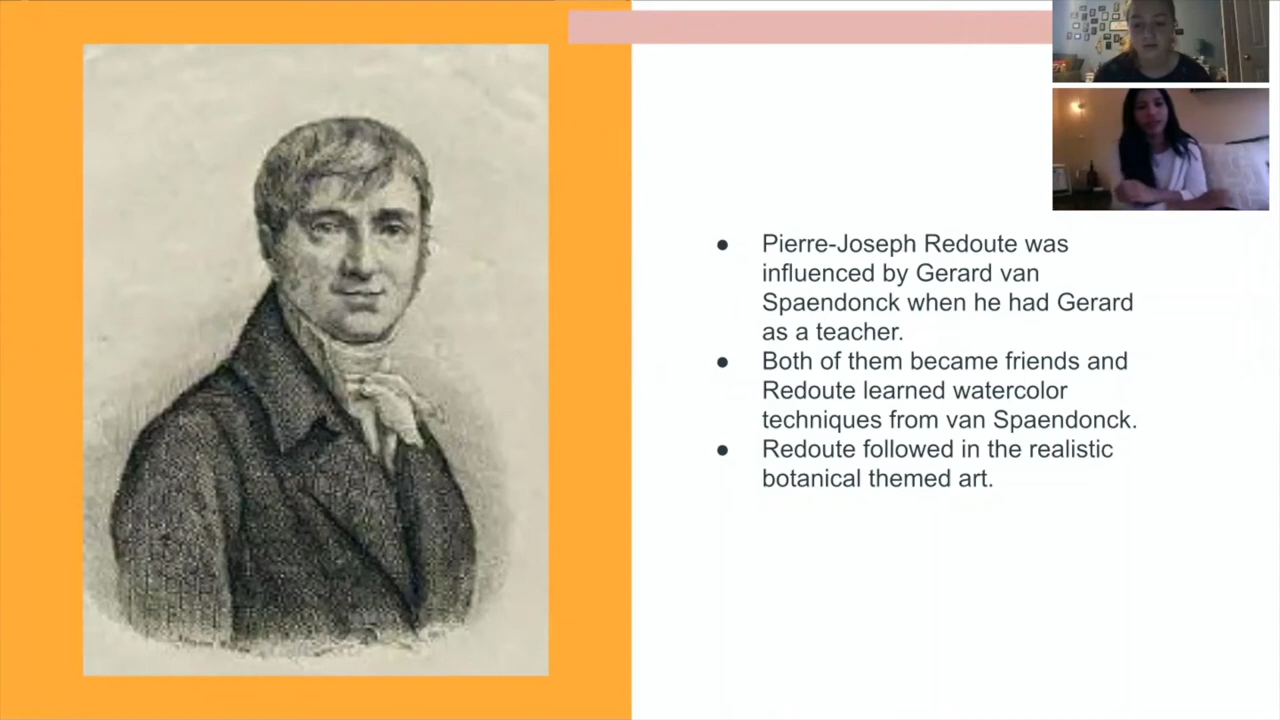 ● Pierre-Joseph Redoute was
influenced by Gerard van
Spaendonck when he had Gerard
as a teacher.
● Both of them became friends and
Redoute learned watercolor
techniques from van Spaendonck.
● Redoute followed in the realistic
botanical themed art.